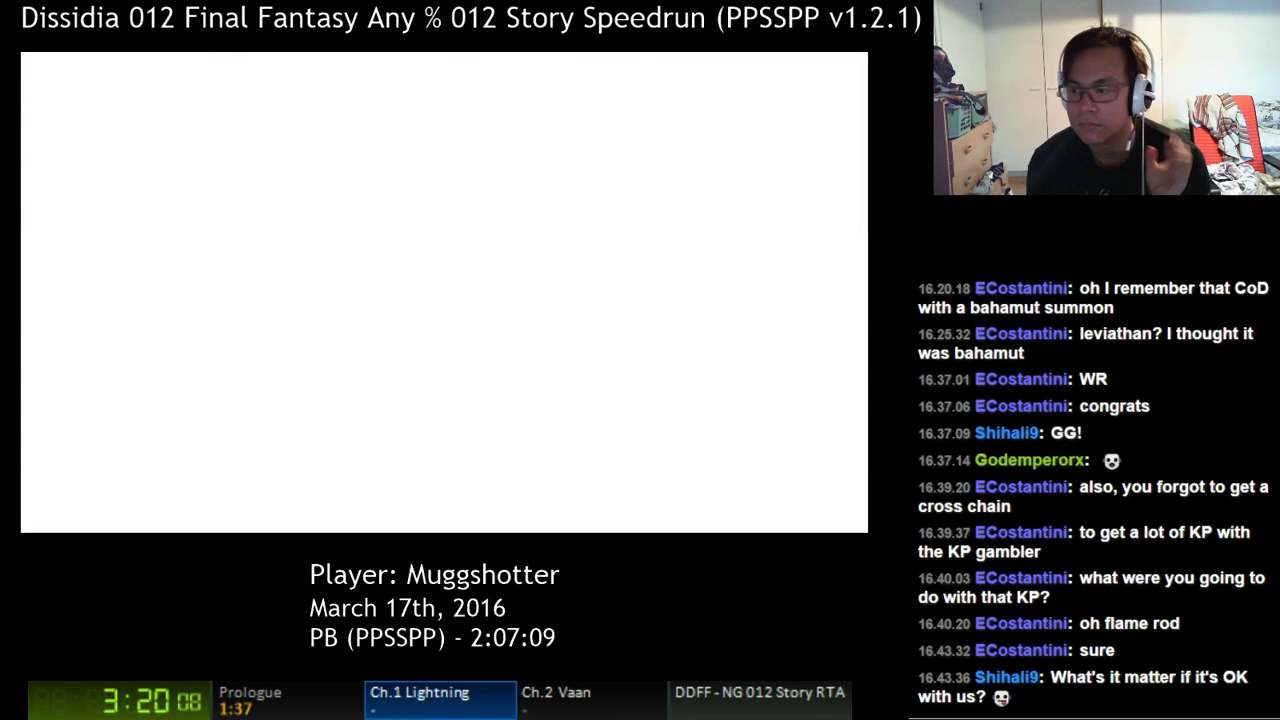 Dissidia 012 Final Fantasy Any % 012 Story Speedrun (PPSSPP v1.2.1)
16.20.18 ECostantini: oh I remember that CoD
with a bahamut summon
16.25.32 ECostantini: leviathan? I thought it
was bahamut
16.37.01 ECostantini: WR
16.37.06 ECostantini: congrats
16.37.09 Shihali9: GG!
16.37.14 Godemperorx:
16.39.20 ECostantini: also, you forgot to get a
cross chain
16.39.37 ECostantini: to get a lot of KP with
the KP gambler
16.40.03 ECostantini: what were you going to
do with that KP?
16.40.20 ECostantini: oh flame rod
16.43.32 ECostantini: sure
16.43.36 Shihali9: What's it matter if it's OK
with us?
Player: Muggshotter
March 17th, 2016
PB (PPSSPP) - 2:07:09
3:20 08
Prologue
1:37
Ch.1 Lightning
-
Ch.2 Vaan
-
DDFF - NG 012 Story RTA